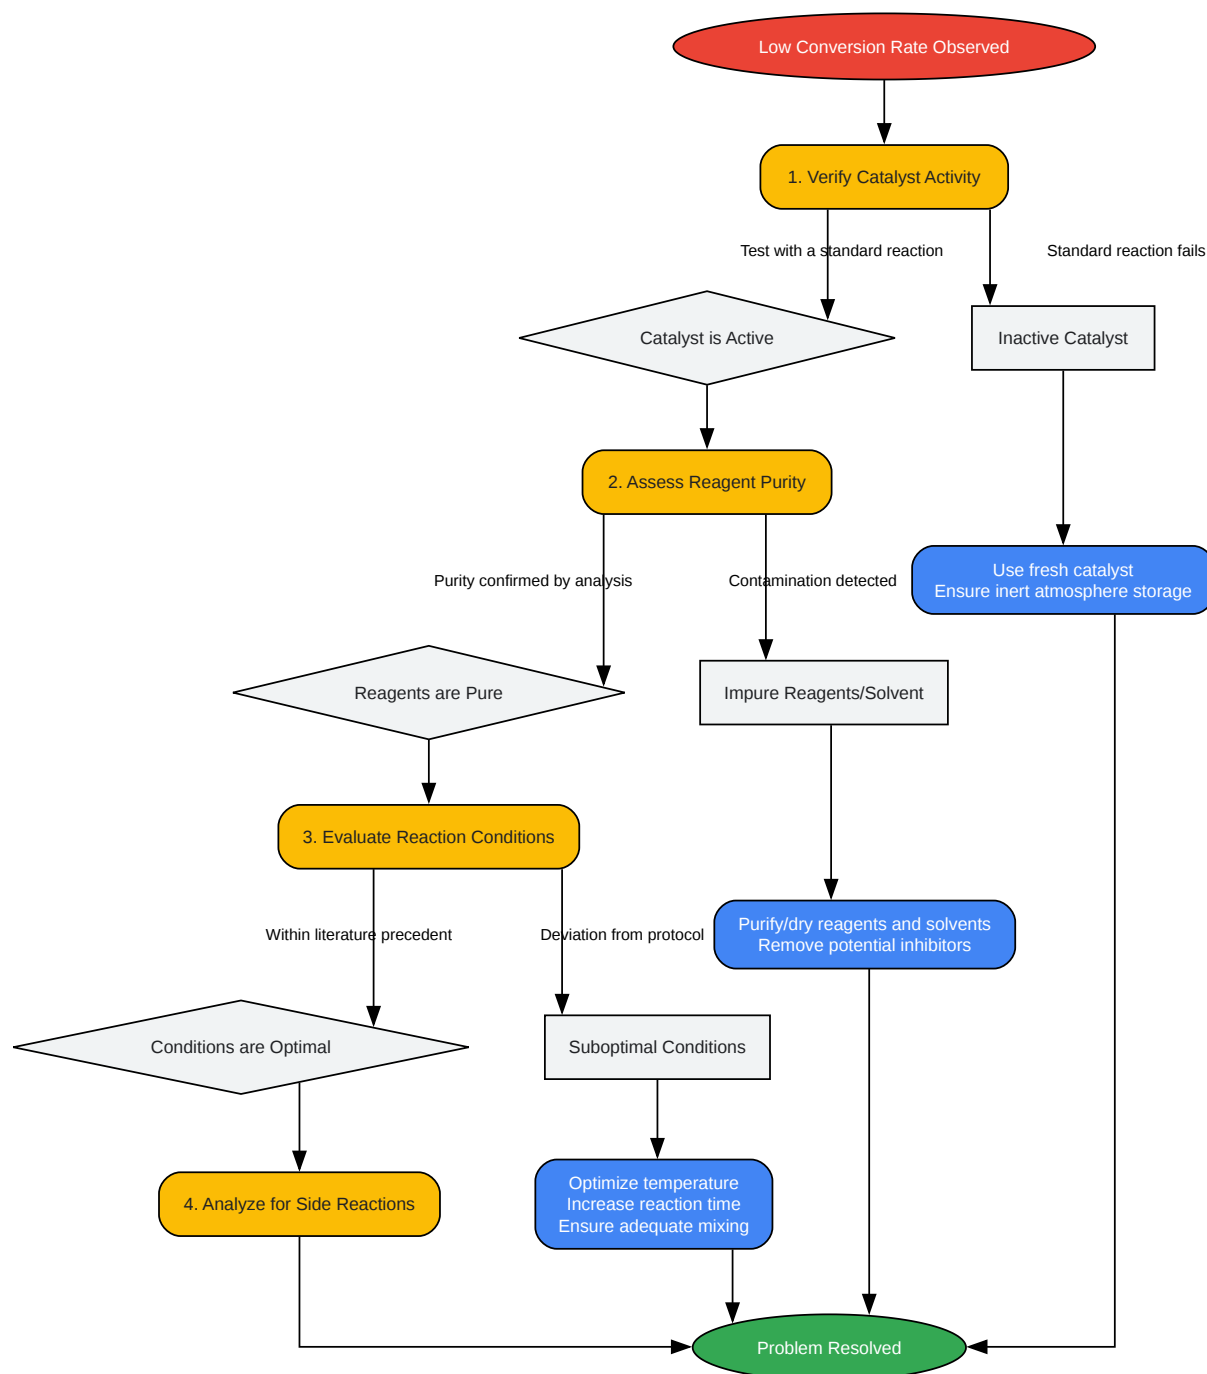 Low Conversion Rate Observed
1. Verify Catalyst Activity
Test with a standard reaction
Standard reaction fails
Catalyst is Active
Inactive Catalyst
2. Assess Reagent Purity
Purity confirmed by analysis
Contamination detected
Use fresh catalyst
Ensure inert atmosphere storage
Reagents are Pure
Impure Reagents/Solvent
3. Evaluate Reaction Conditions
Within literature precedent
Deviation from protocol
Purify/dry reagents and solvents
Remove potential inhibitors
Conditions are Optimal
Suboptimal Conditions
4. Analyze for Side Reactions
Optimize temperature
Increase reaction time
Ensure adequate mixing
Problem Resolved